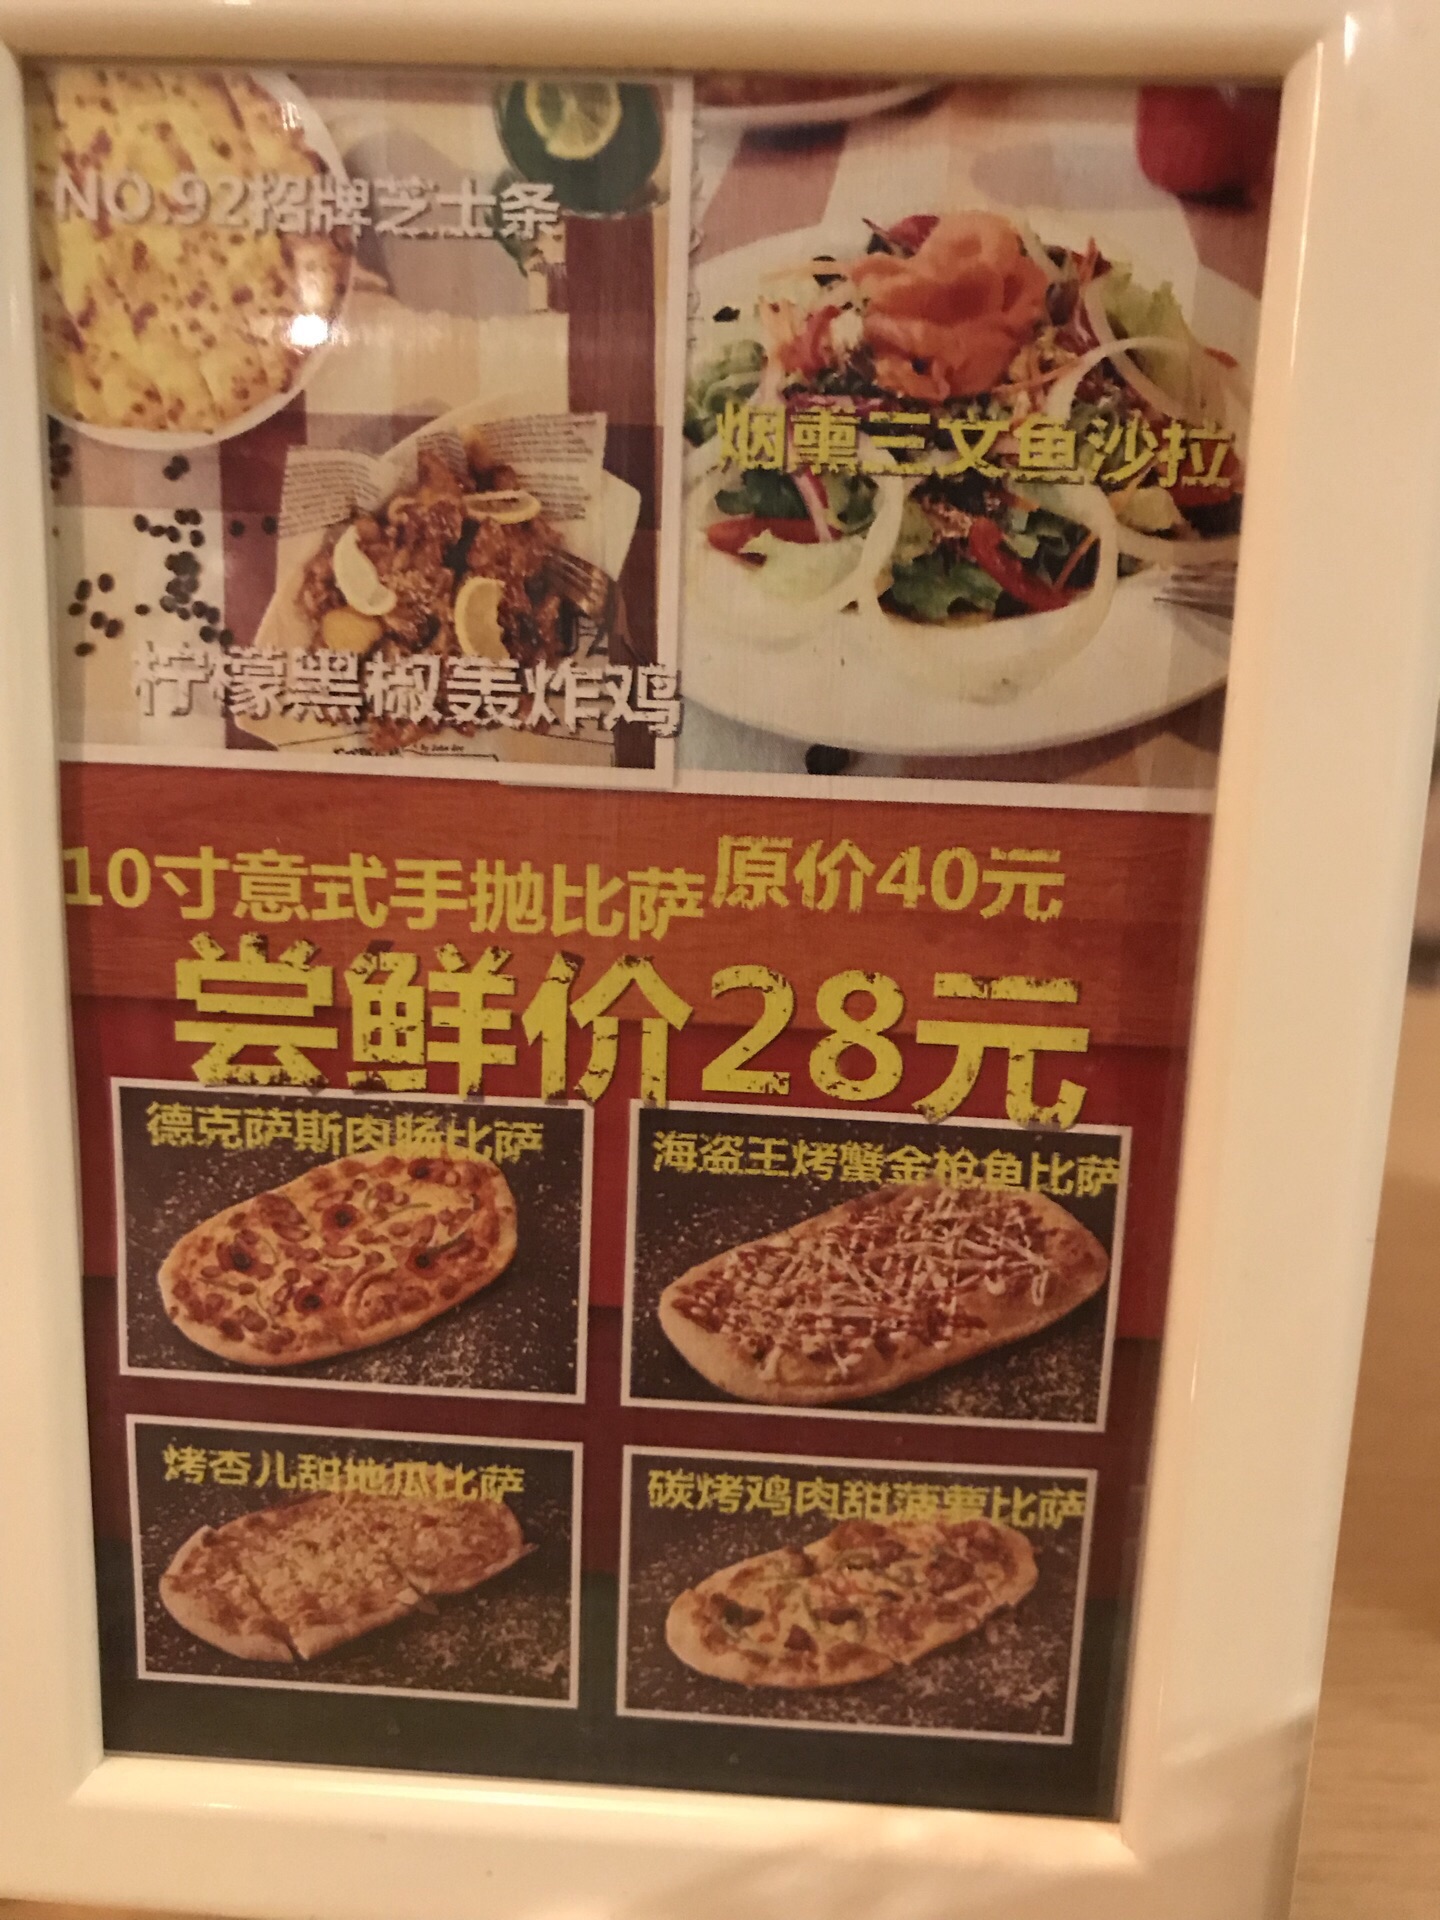 NO.92招牌芝士条
烟熏三文鱼沙拉
柠檬黑椒轰炸鸡
10寸意式手抛比萨
原价40元
尝鲜价28元
德克萨斯肉肠比萨
海盗王烤蟹金枪鱼比萨
烤杏儿甜地瓜比萨
碳烤鸡肉甜菠萝比萨